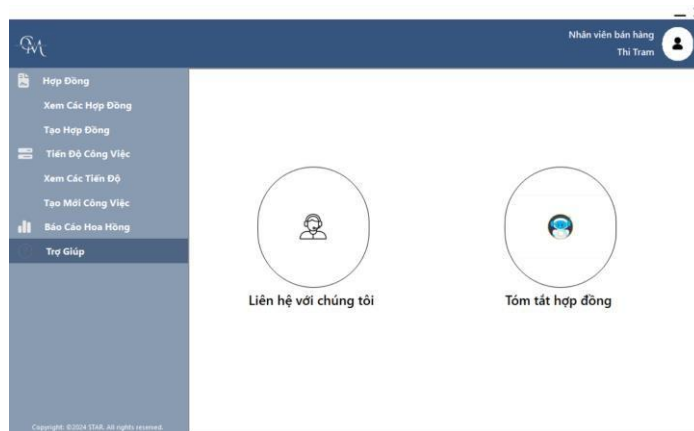 CM
Nhân viên bán hàng
Thi Tram
Hợp Đồng
Xem Các Hợp Đồng
Tạo Hợp Đồng
Tiến Độ Công Việc
Xem Các Tiến Độ
Tạo Mới Công Việc
Báo Cáo Hoa Hồng
Trợ Giúp
Liên hệ với chúng tôi
Tóm tắt hợp đồng
Copyright: ©2024 STAR. All rights reserved.